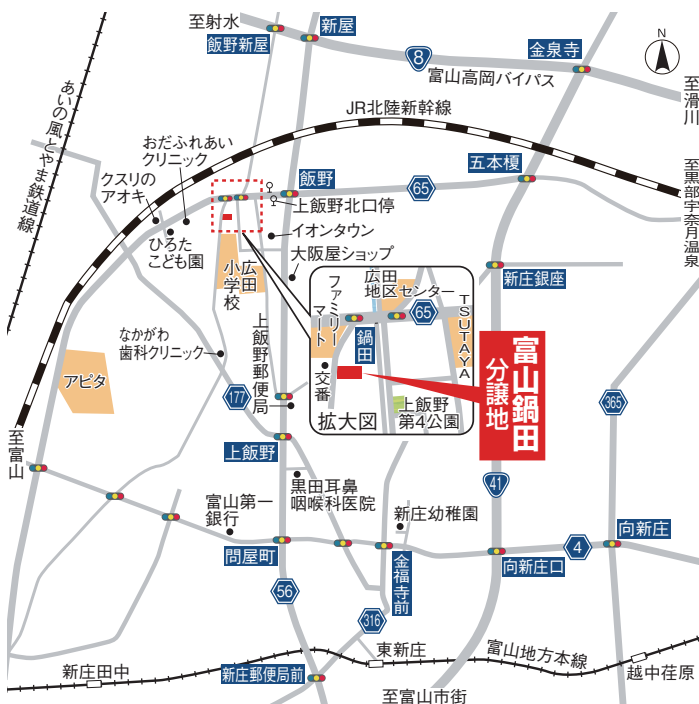 至射水
新屋
飯野新屋
8
金泉寺
N
富山高岡バイパス
至滑川
あいの風とやま鉄道線
JR北陸新幹線
おだふれあい
クリニック
クスリの
アオキ
飯野
65
五本榎
至黒部宇奈月温泉
上飯野北口停
イオンタウン
ひろた
こども園
大阪屋ショップ
広田
小学校
新庄銀座
ファミリー
マート
広田
地区センター
65
TSUTAYA
鍋田
交番
上飯野
第4公園
拡大図
富山鍋田
分譲地
なかがわ
歯科クリニック
上飯野郵便局
アピタ
177
365
至富山
上飯野
41
黒田耳鼻
咽喉科医院
富山第一
銀行
新庄幼稚園
向新庄
4
問屋町
金福寺前
向新庄口
56
316
東新庄
富山地方本線
新庄田中
新庄郵便局前
越中荏原
至富山市街